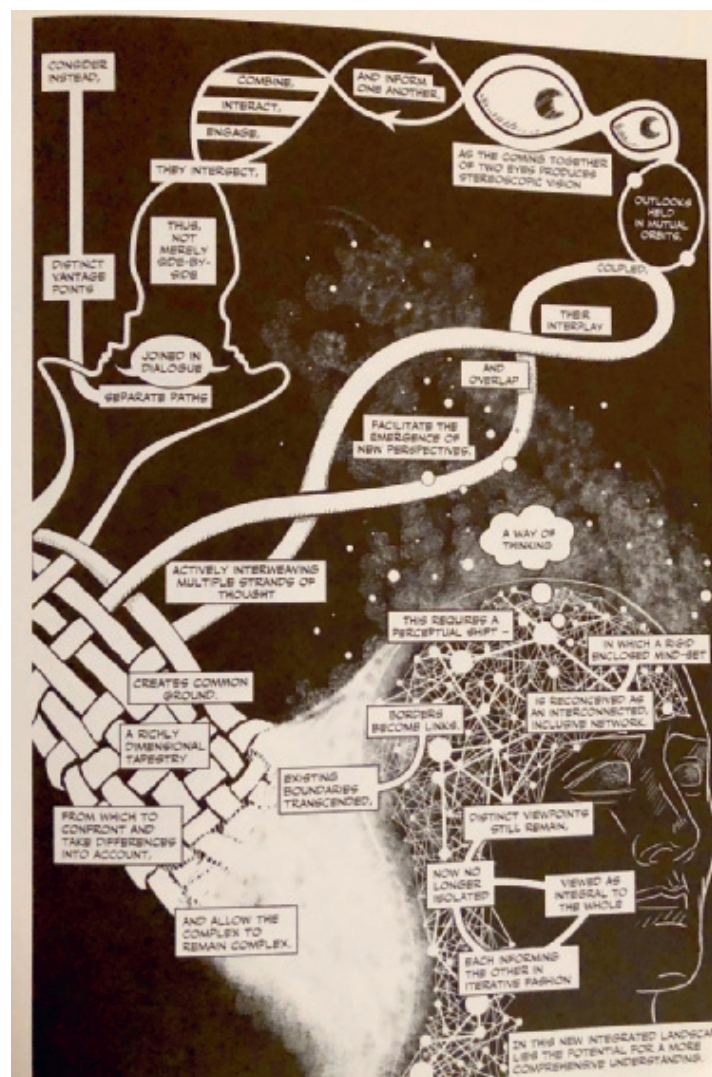 CONSIDER
INSTEAD,
DISTINCT
VANTAGE
POINTS
SEPARATE PATHS
JOINED IN
DIALOGUE
THUS,
NOT
MERELY
SIDE-BY-
SIDE
THEY INTERSECT,
ENGAGE,
INTERACT,
COMBINE,
AND INFORM
ONE ANOTHER,
AS THE COMING TOGETHER
OF TWO EYES PRODUCES
STEREOSCOPIC VISION
OUTLOOKS
HELD
IN MUTUAL
ORBITS,
COUPLED,
THEIR
INTERPLAY
AND
OVERLAP
FACILITATE THE
EMERGENCE OF
NEW PERSPECTIVES.
ACTIVELY INTERWEAVING
MULTIPLE STRANDS OF
THOUGHT
CREATES COMMON
GROUND.
A RICHLY
DIMENSIONAL
TAPESTRY
FROM WHICH TO
CONFRONT AND
TAKE DIFFERENCES
INTO ACCOUNT,
AND ALLOW THE
COMPLEX TO
REMAIN COMPLEX.
A WAY OF
THINKING
THIS REQUIRES A
PERCEPTUAL SHIFT –
IN WHICH A RIGID
ENCLOSED MIND-SET
IS RECONCEIVED AS
AN INTERCONNECTED,
INCLUSIVE NETWORK.
BORDERS
BECOME LINKS.
EXISTING
BOUNDARIES
TRANSCENDED,
DISTINCT VIEWPOINTS
STILL REMAIN,
NOW NO
LONGER
ISOLATED
VIEWED AS
INTEGRAL TO
THE WHOLE
EACH INFORMING
THE OTHER IN
ITERATIVE FASHION
IN THIS NEW INTEGRATED LANDSCA
LIES THE POTENTIAL FOR A MORE
COMPREHENSIVE UNDERSTANDING.